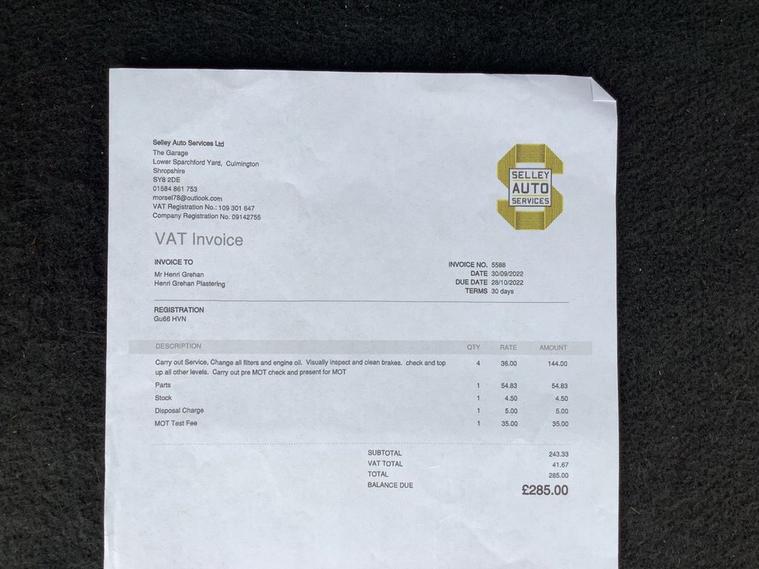 Selley Auto Services Ltd
The Garage
Lower Sparchford Yard, Culmington
Shropshire
SY8 2DE
01584 861 753
morsel78@outlook.com
VAT Registration No.: 109 301 647
Company Registration No. 09142755
SELLEY
AUTO
SERVICES
VAT Invoice
INVOICE TO
Mr Henri Grehan
Henri Grehan Plastering
INVOICE NO. 5588
DATE 30/09/2022
DUE DATE 28/10/2022
TERMS 30 days
REGISTRATION
Gu66 HVN
DESCRIPTION QTY RATE AMOUNT
Carry out Service, Change all filters and engine oil. Visually inspect and clean brakes. check and top 4 36.00 144.00
up all other levels. Carry out pre MOT check and present for MOT
Parts 1 54.83 54.83
Stock 1 4.50 4.50
Disposal Charge 1 5.00 5.00
MOT Test Fee 1 35.00 35.00
SUBTOTAL 243.33
VAT TOTAL 41.67
TOTAL 285.00
BALANCE DUE £285.00